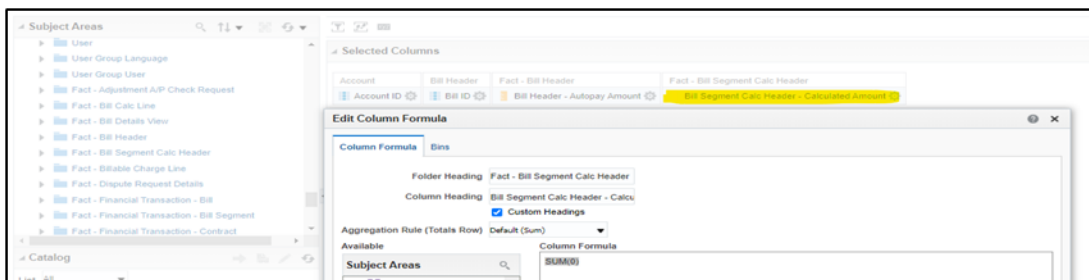 Subject Areas
User
User Group Language
User Group User
Fact - Adjustment A/P Check Request
Fact - Bill Calc Line
Fact - Bill Details View
Fact - Bill Header
Fact - Bill Segment Calc Header
Fact - Billable Charge Line
Fact - Dispute Request Details
Fact - Financial Transaction - Bill
Fact - Financial Transaction - Bill Segment
Fact - Financial Transaction - Contract
Catalog
List All
Selected Columns
Account Bill Header Fact - Bill Header Fact - Bill Segment Calc Header
Account ID Bill ID Bill Header - Autopay Amount Bill Segment Calc Header - Calculated Amount
Edit Column Formula
Column Formula Bins
Folder Heading Fact - Bill Segment Calc Header
Column Heading Bill Segment Calc Header - Calcu
Custom Headings
Aggregation Rule (Totals Row) Default (Sum)
Available Column Formula
Subject Areas SUM(0)